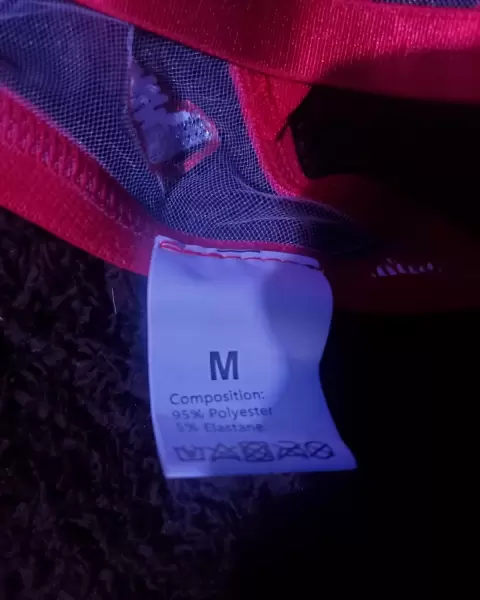 M
Composition:
95% Polyester
5% Elastane